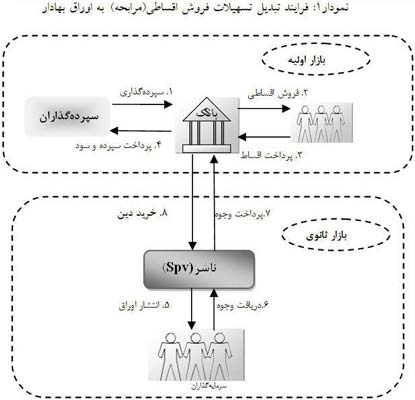 نمودار۱: فرایند تبدیل تسهیلات فروش اقساطی(مرابحه) به اوراق بهادار
بازار اولیه
۲. فروش اقساطی
بانک
۱. سپرده‌گذاری
سپرده‌گذاران
۳. پرداخت اقساط
۴. پرداخت سپرده و سود
بازار ثانوی
۷.پرداخت وجوه
۸. خرید دین
ناسر(Spv)
۶.دریافت وجوه
۵. انتشار اوراق
سرمایه‌گذاران